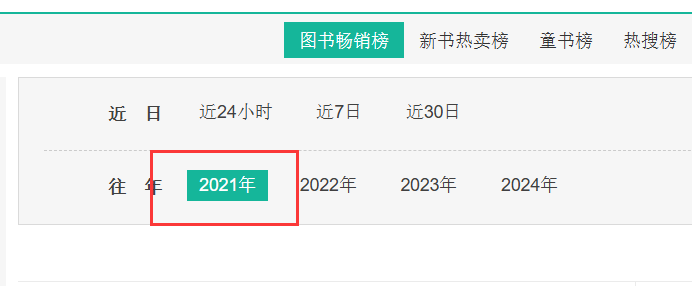 图书畅销榜 新书热卖榜 童书榜 热搜榜
近 日 近24小时 近7日 近30日
往 年 2021年 2022年 2023年 2024年